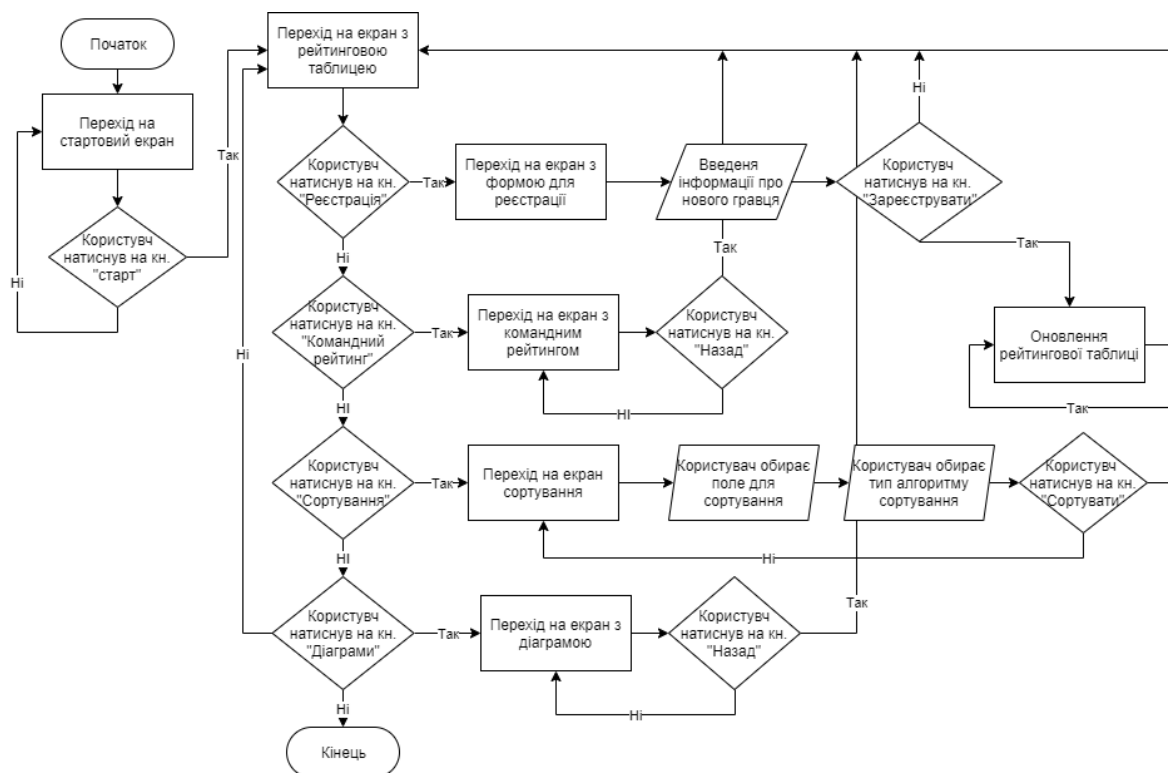 Початок
Перехід на
стартовий екран
Користувч
натиснув на кн.
"старт"
Ні
Так
Перехід на екран з
рейтинговою
таблицею
Користувч
натиснув на кн.
"Реєстрація"
Так
Перехід на екран з
формою для
реєстрації
Введеня
інформації про
нового гравця
Користувч
натиснув на кн.
"Зареєструвати"
Ні
Так
Оновлення
рейтингової таблиці
Ні
Користувч
натиснув на кн.
"Командний
рейтинг"
Так
Перехід на екран з
командним
рейтингом
Користувч
натиснув на кн.
"Назад"
Так
НІ
НІ
Користувч
натиснув на кн.
"Сортування"
Так
Перехід на екран
сортування
Користувач обирає
поле для
сортування
Користувач обирає
тип алгоритму
сортування
Користувч
натиснув на кн.
"Сортувати"
Так
Ні
НІ
Користувч
натиснув на кн.
"Діаграми"
Ні
Так
Перехід на екран з
діаграмою
Користувч
натиснув на кн.
"Назад"
Так
Ні
Ні
Кінець